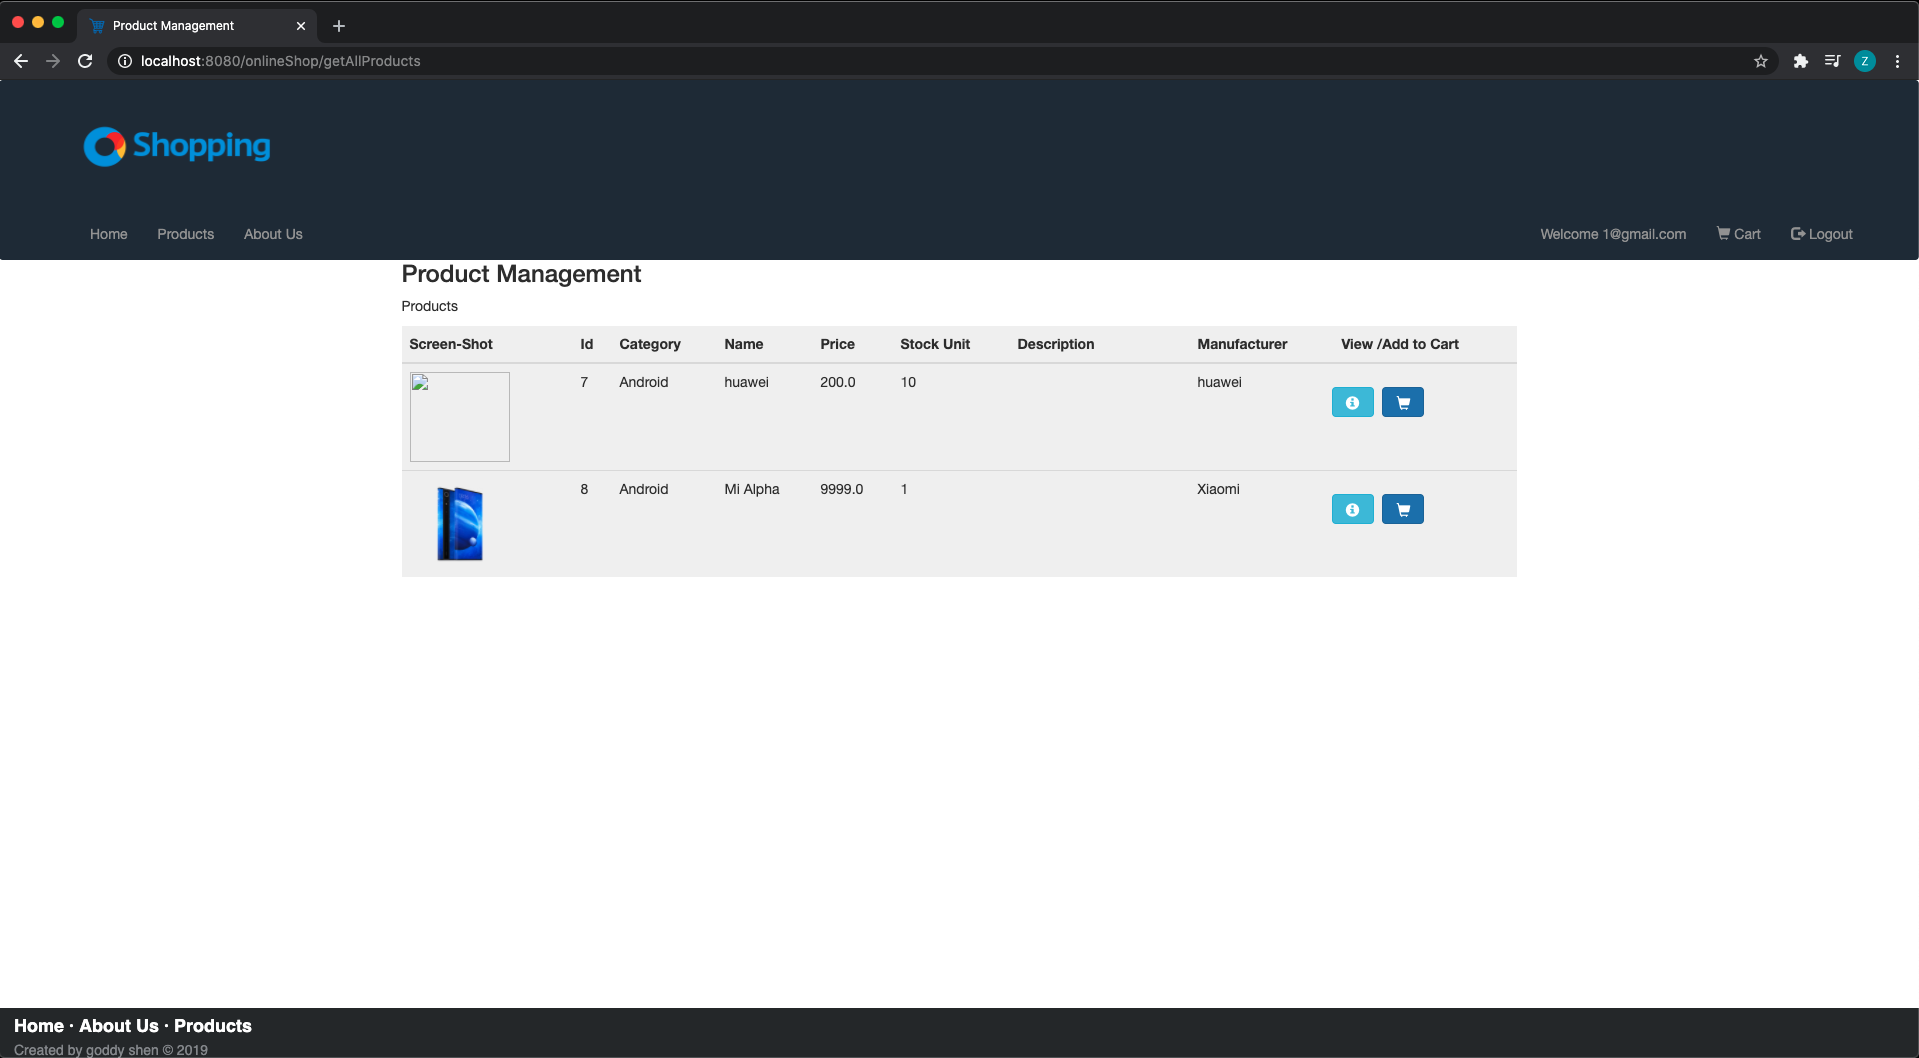 Product Management
localhost:8080/onlineShop/getAllProducts
Z
Shopping
Home Products About Us Welcome 1@gmail.com Cart Logout
Product Management
Products
Screen-Shot Id Category Name Price Stock Unit Description Manufacturer View /Add to Cart
7 Android huawei 200.0 10 huawei
8 Android Mi Alpha 9999.0 1 Xiaomi
Home · About Us · Products
Created by goddy shen © 2019